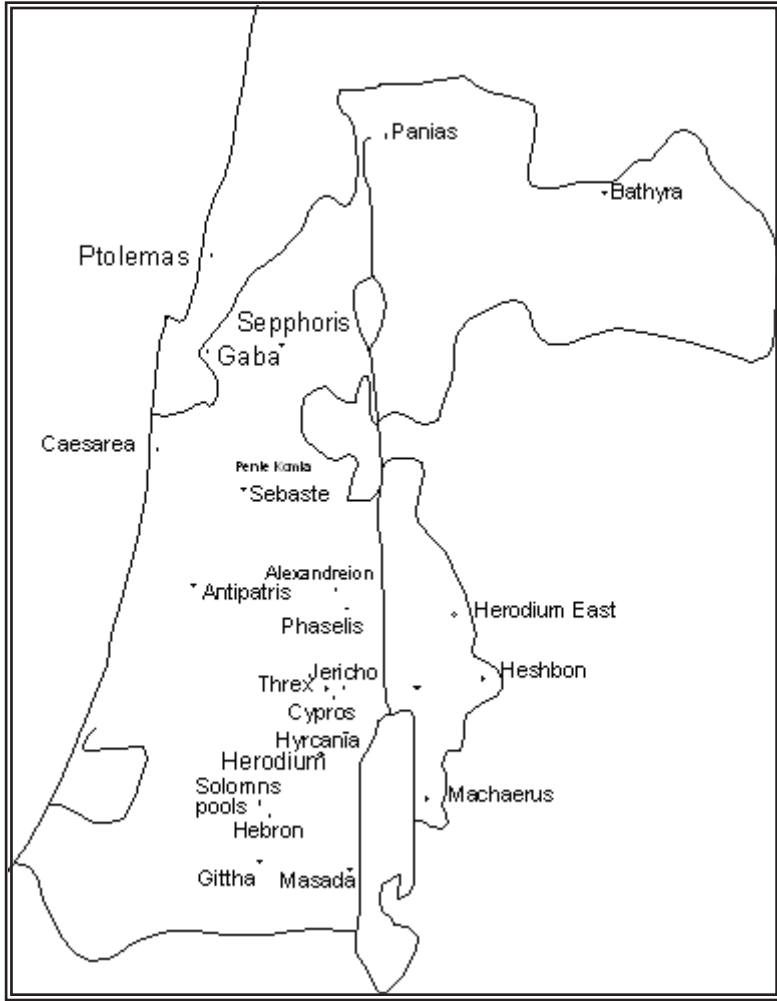 Panias
Bathyra
Ptolemas
Sepphoris
Gaba
Caesarea
Sebaste
Alexandreion
Antipatris
Phaselis
Herodium East
Jericho
Threx
Heshbon
Cypros
Hyrcania
Herodium
Solomns
pools
Machaerus
Hebron
Gittha
Masada